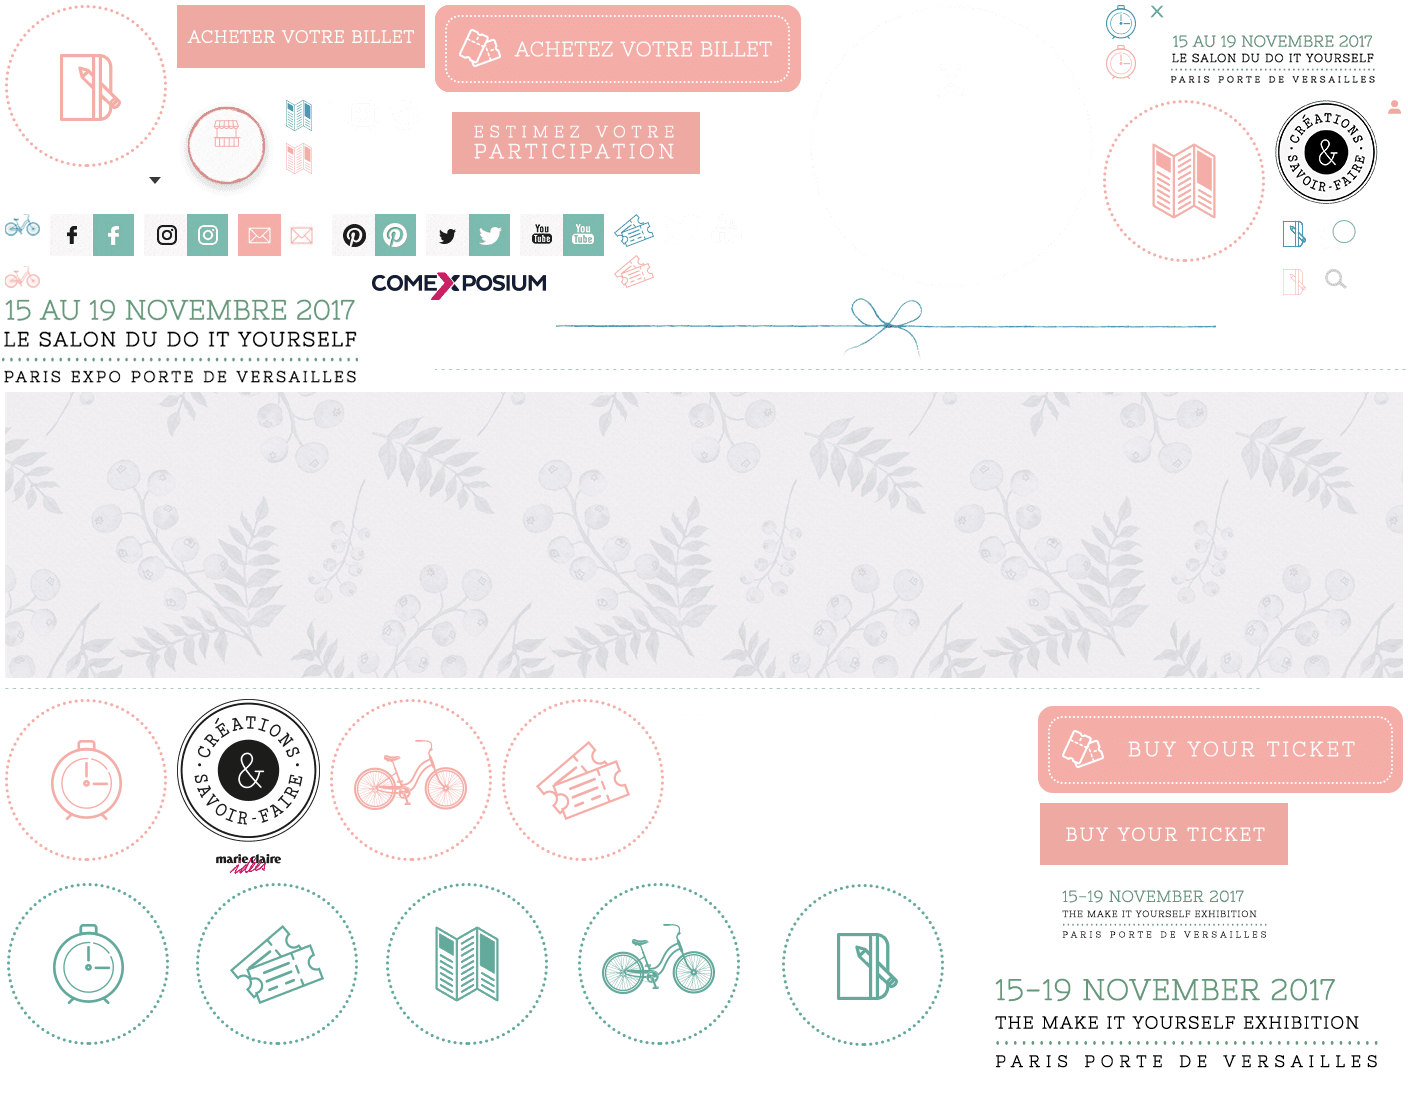 ACHETER VOTRE BILLET
ACHETEZ VOTRE BILLET
15 AU 19 NOVEMBRE 2017
LE SALON DU DO IT YOURSELF
PARIS PORTE DE VERSAILLES
ESTIMEZ VOTRE
PARTICIPATION
CRÉATIONS
&
SAVOIR-FAIRE
You
Tube
You
Tube
COMEXPOSIUM
15 AU 19 NOVEMBRE 2017
LE SALON DU DO IT YOURSELF
PARIS EXPO PORTE DE VERSAILLES
CRÉATIONS
&
SAVOIR-FAIRE
marie claire
idées
BUY YOUR TICKET
BUY YOUR TICKET
15-19 NOVEMBER 2017
THE MAKE IT YOURSELF EXHIBITION
PARIS PORTE DE VERSAILLES
15-19 NOVEMBER 2017
THE MAKE IT YOURSELF EXHIBITION
PARIS PORTE DE VERSAILLES